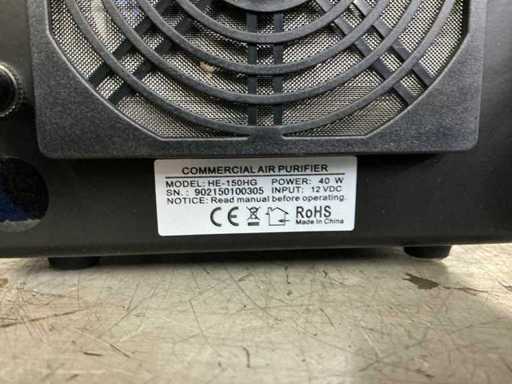 COMMERCIAL AIR PURIFIER
MODEL: HE-150HG POWER: 40 W
SN.: 902150100305 INPUT: 12 VDC
NOTICE: Read manual before operating.
CE RoHS
Made In China